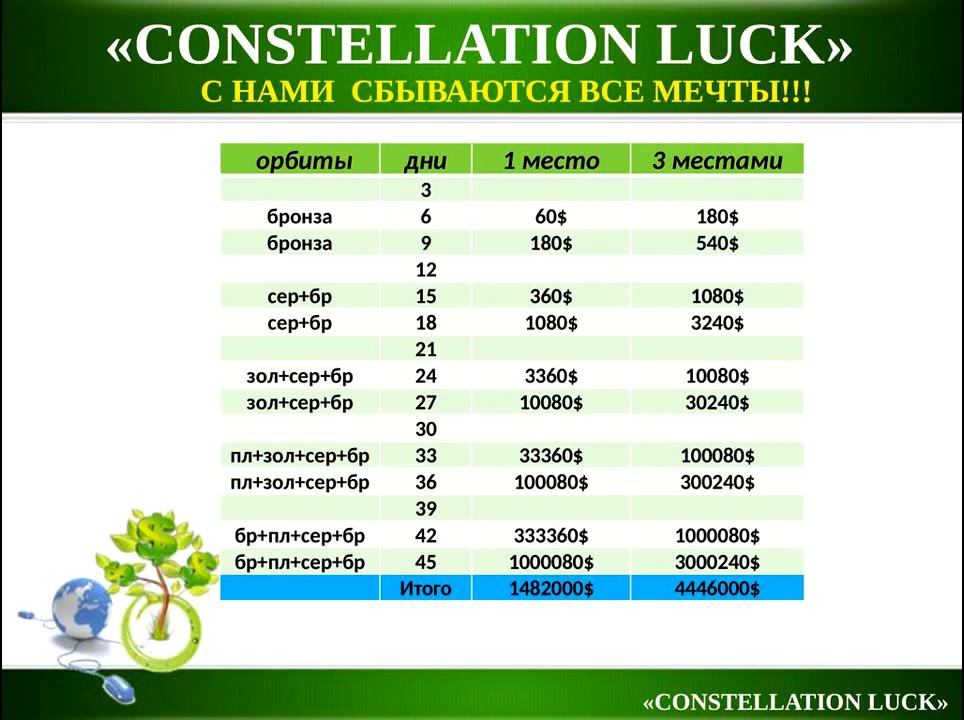 «CONSTELLATION LUCK»
С НАМИ СБЫВАЮТСЯ ВСЕ МЕЧТЫ!!!
орбиты дни 1 место 3 местами
3
бронза 6 60$ 180$
бронза 9 180$ 540$
12
сер+бр 15 360$ 1080$
сер+бр 18 1080$ 3240$
21
зол+сер+бр 24 3360$ 10080$
зол+сер+бр 27 10080$ 30240$
30
пл+зол+сер+бр 33 33360$ 100080$
пл+зол+сер+бр 36 100080$ 300240$
39
бр+пл+сер+бр 42 333360$ 1000080$
бр+пл+сер+бр 45 1000080$ 3000240$
Итого 1482000$ 4446000$
«CONSTELLATION LUCK»